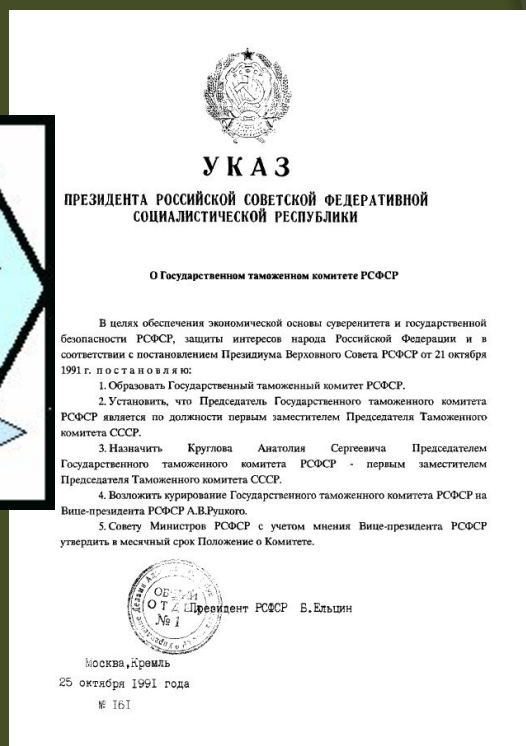 УКАЗ
ПРЕЗИДЕНТА РОССИЙСКОЙ СОВЕТСКОЙ ФЕДЕРАТИВНОЙ
СОЦИАЛИСТИЧЕСКОЙ РЕСПУБЛИКИ
О Государственном таможенном комитете РСФСР
В целях обеспечения экономической основы суверенитета и государственной
безопасности РСФСР, защиты интересов народа Российской Федерации и в
соответствии с постановлением Президиума Верховного Совета РСФСР от 21 октября
1991 г. п о с т а н о в л я ю:
1. Образовать Государственный таможенный комитет РСФСР.
2. Установить, что Председатель Государственного таможенного комитета
РСФСР является по должности первым заместителем Председателя Таможенного
комитета СССР.
3. Назначить Круглова Анатолия Сергеевича Председателем
Государственного таможенного комитета РСФСР - первым заместителем
Председателя Таможенного комитета СССР.
4. Возложить курирование Государственного таможенного комитета РСФСР на
Вице-президента РСФСР А.В.Руцкого.
5. Совету Министров РСФСР с учетом мнения Вице-президента РСФСР
утвердить в месячный срок Положение о Комитете.
Президент РСФСР Б.Ельцин
№ 1
Москва,Кремль
25 октября 1991 года
№ 161